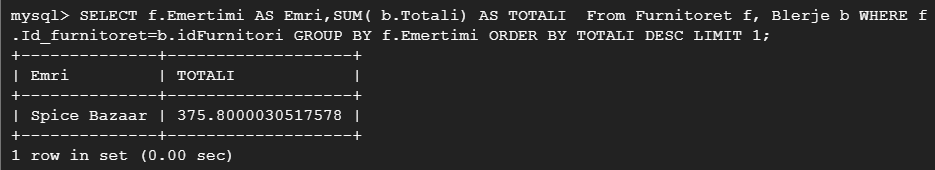 mysql> SELECT f.Emertimi AS Emri,SUM( b.Totali) AS TOTALI  From Furnitoret f, Blerje b WHERE f
.Id_furnitoret=b.idFurnitori GROUP BY f.Emertimi ORDER BY TOTALI DESC LIMIT 1;
+--------------+-------------------+
| Emri         | TOTALI            |
+--------------+-------------------+
| Spice Bazaar | 375.8000030517578 |
+--------------+-------------------+
1 row in set (0.00 sec)